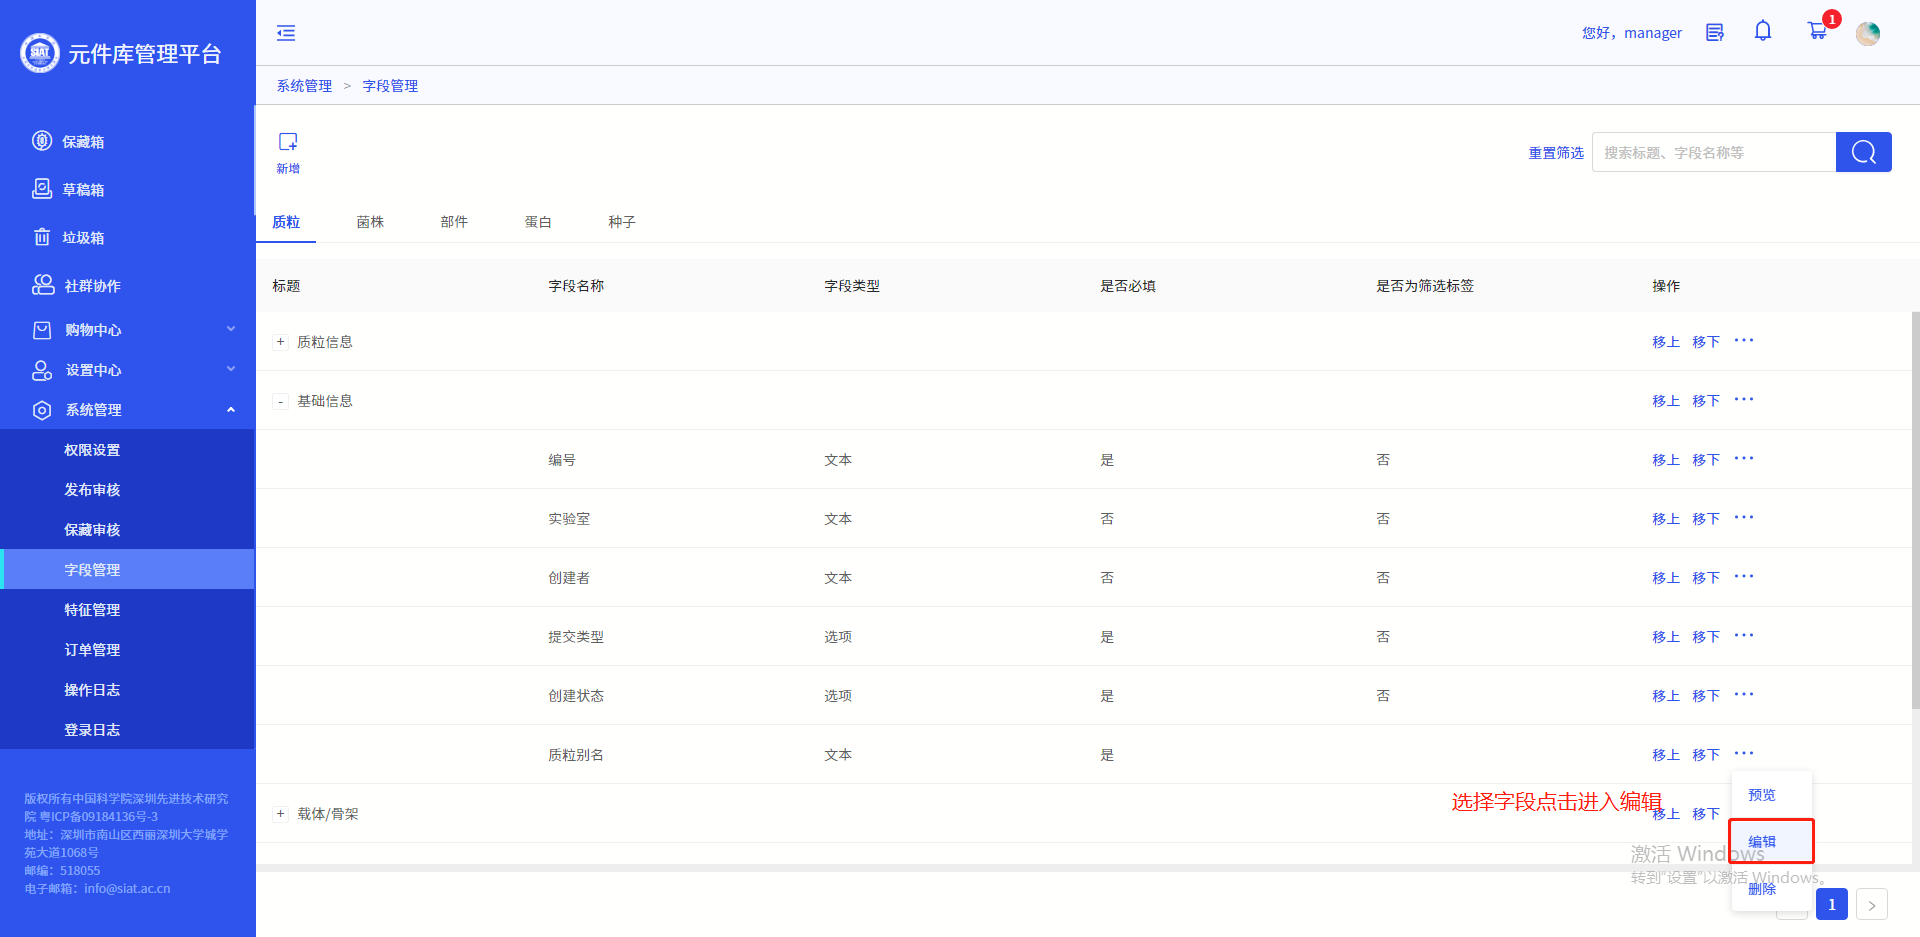 元件库管理平台
保藏箱
草稿箱
垃圾箱
社群协作
购物中心
设置中心
系统管理
权限设置
发布审核
保藏审核
字段管理
特征管理
订单管理
操作日志
登录日志
版权所有中国科学院深圳先进技术研究
院 粤ICP备09184136号-3
地址：深圳市南山区西丽深圳大学城学
苑大道1068号
邮编：518055
电子邮箱：info@siat.ac.cn
您好，manager
1
系统管理 > 字段管理
新增
重置筛选 搜索标题、字段名称等
质粒 菌株 部件 蛋白 种子
标题 字段名称 字段类型 是否必填 是否为筛选标签 操作
+ 质粒信息 移上 移下 ···
- 基础信息 移上 移下 ···
编号 文本 是 否 移上 移下 ···
实验室 文本 否 否 移上 移下 ···
创建者 文本 否 否 移上 移下 ···
提交类型 选项 是 否 移上 移下 ···
创建状态 选项 是 否 移上 移下 ···
质粒别名 文本 是 移上 移下 ···
+ 载体/骨架 移上 移下
选择字段点击进入编辑
预览
编辑
删除
激活 Windows
转到"设置"以激活 Windows。
1 >